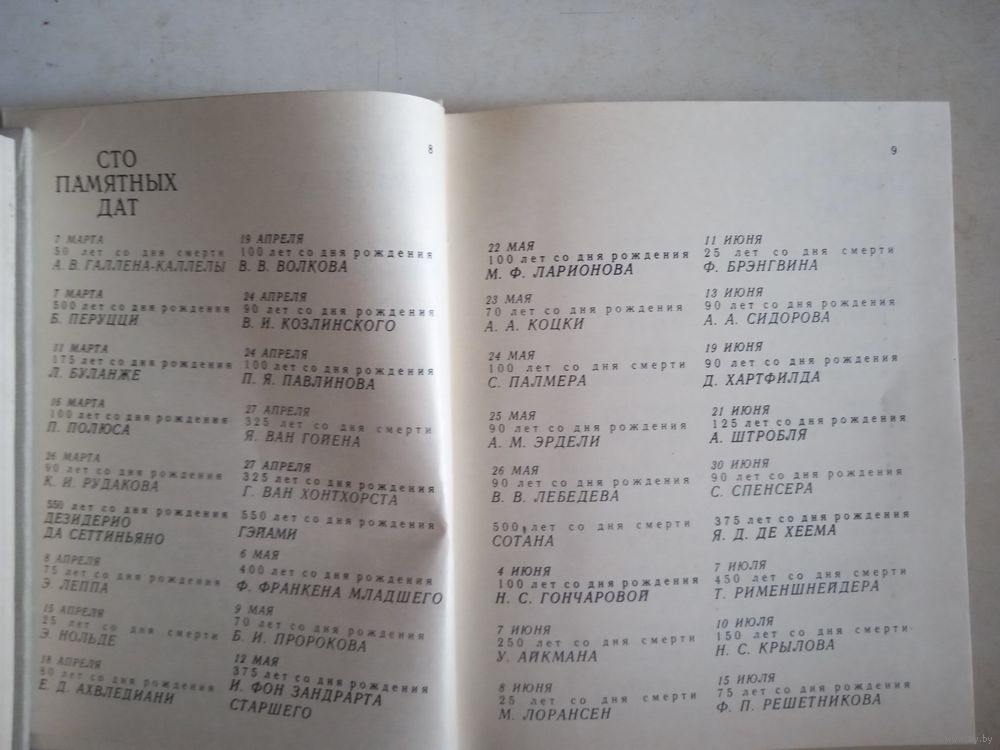 8
СТО
ПАМЯТНЫХ
ДАТ
7 МАРТА
50 лет со дня смерти
А. В. ГАЛЛЕНА-КАЛЛЕЛЫ
7 МАРТА
500 лет со дня рождения
Б. ПЕРУЦЦИ
11 МАРТА
175 лет со дня рождения
Л. БУЛАНЖЕ
16 МАРТА
100 лет со дня рождения
П. ПОЛЮСА
26 МАРТА
90 лет со дня рождения
К. И. РУДАКОВА
550 лет со дня рождения
ДЕЗИДЕРИО
ДА СЕТТИНЬЯНО
8 АПРЕЛЯ
75 лет со дня рождения
Э. ЛЕППА
15 АПРЕЛЯ
25 лет со дня смерти
Э. НОЛЬДЕ
18 АПРЕЛЯ
80 лет со дня рождения
Е. Д. АХВЛЕДИАНИ
19 АПРЕЛЯ
100 лет со дня рождения
В. В. ВОЛКОВА
24 АПРЕЛЯ
90 лет со дня рождения
В. И. КОЗЛИНСКОГО
24 АПРЕЛЯ
100 лет со дня рождения
П. Я. ПАВЛИНОВА
27 АПРЕЛЯ
325 лет со дня смерти
Я. ВАН ГОЙЕНА
27 АПРЕЛЯ
325 лет со дня рождения
Г. ВАН ХОНТХОРСТА
550 лет со дня рождения
ГЭЙАМИ
6 МАЯ
400 лет со дня рождения
Ф. ФРАНКЕНА МЛАДШЕГО
9 МАЯ
70 лет со дня рождения
Б. И. ПРОРОКОВА
12 МАЯ
375 лет со дня рождения
И. ФОН ЗАНДРАРТА
СТАРШЕГО
9
22 МАЯ
100 лет со дня рождения
М. Ф. ЛАРИОНОВА
23 МАЯ
70 лет со дня рождения
А. А. КОЦКИ
24 МАЯ
100 лет со дня смерти
С. ПАЛМЕРА
25 МАЯ
90 лет со дня рождения
А. М. ЭРДЕЛИ
26 МАЯ
90 лет со дня рождения
В. В. ЛЕБЕДЕВА
500 лет со дня смерти
СОТАНА
4 ИЮНЯ
100 лет со дня рождения
Н. С. ГОНЧАРОВОЙ
7 ИЮНЯ
250 лет со дня смерти
У. АЙКМАНА
8 ИЮНЯ
25 лет со дня смерти
М. ЛОРАНСЕН
11 ИЮНЯ
25 лет со дня смерти
Ф. БРЭНГВИНА
13 ИЮНЯ
90 лет со дня рождения
А. А. СИДОРОВА
19 ИЮНЯ
90 лет со дня рождения
Д. ХАРТФИЛДА
21 ИЮНЯ
125 лет со дня рождения
А. ШТРОБЛЯ
30 ИЮНЯ
90 лет со дня рождения
С. СПЕНСЕРА
375 лет со дня рождения
Я. Д. ДЕ ХЕЕМА
7 ИЮЛЯ
450 лет со дня смерти
Т. РИМЕНШНЕЙДЕРА
10 ИЮЛЯ
150 лет со дня смерти
Н. С. КРЫЛОВА
15 ИЮЛЯ
75 лет со дня рождения
Ф. П. РЕШЕТНИКОВА